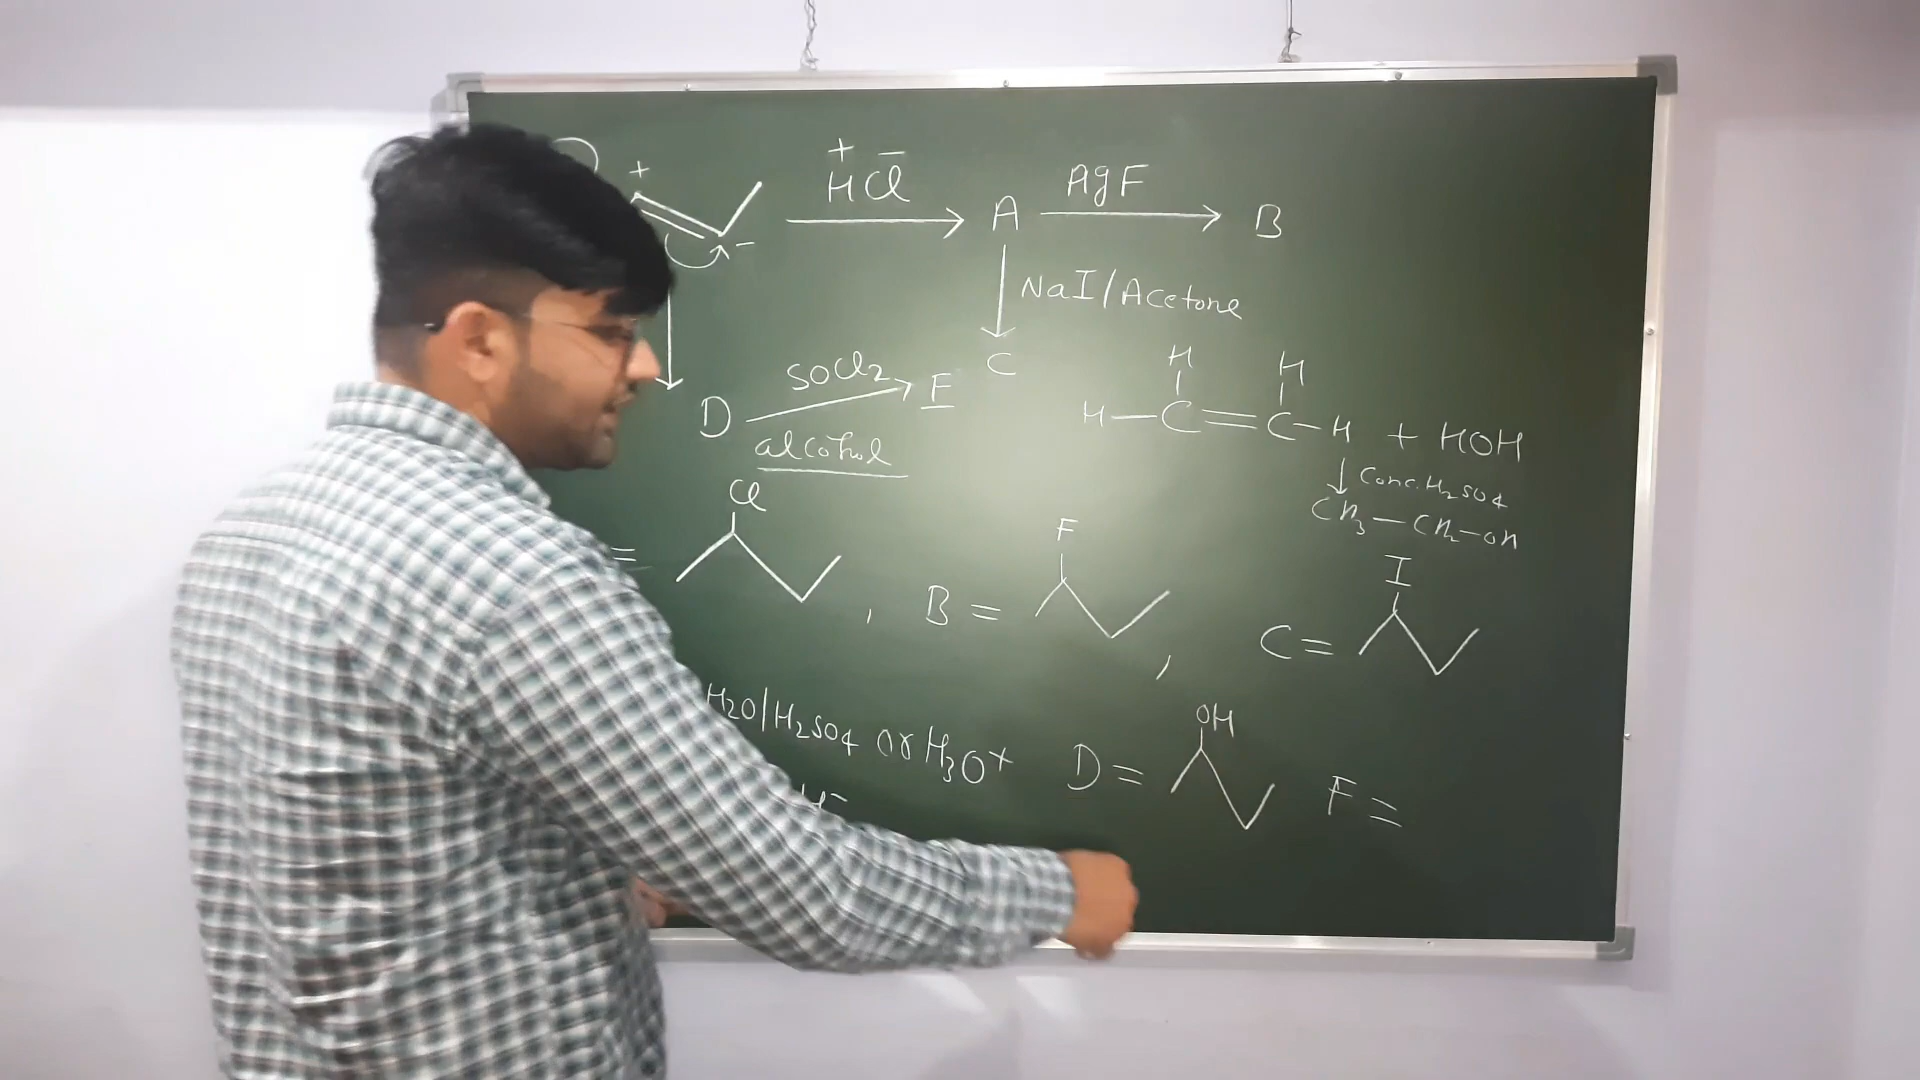 + −
+ HCl AgF
− → A → B
NaI/Acetone
SOCl2 C H H
D → F H—C=C—H + HOH
alcohol Conc. H2SO4
Cl CH3—CH2—OH
= , B = F , C = I
H2O/H2SO4 or H3O+ D = OH F =